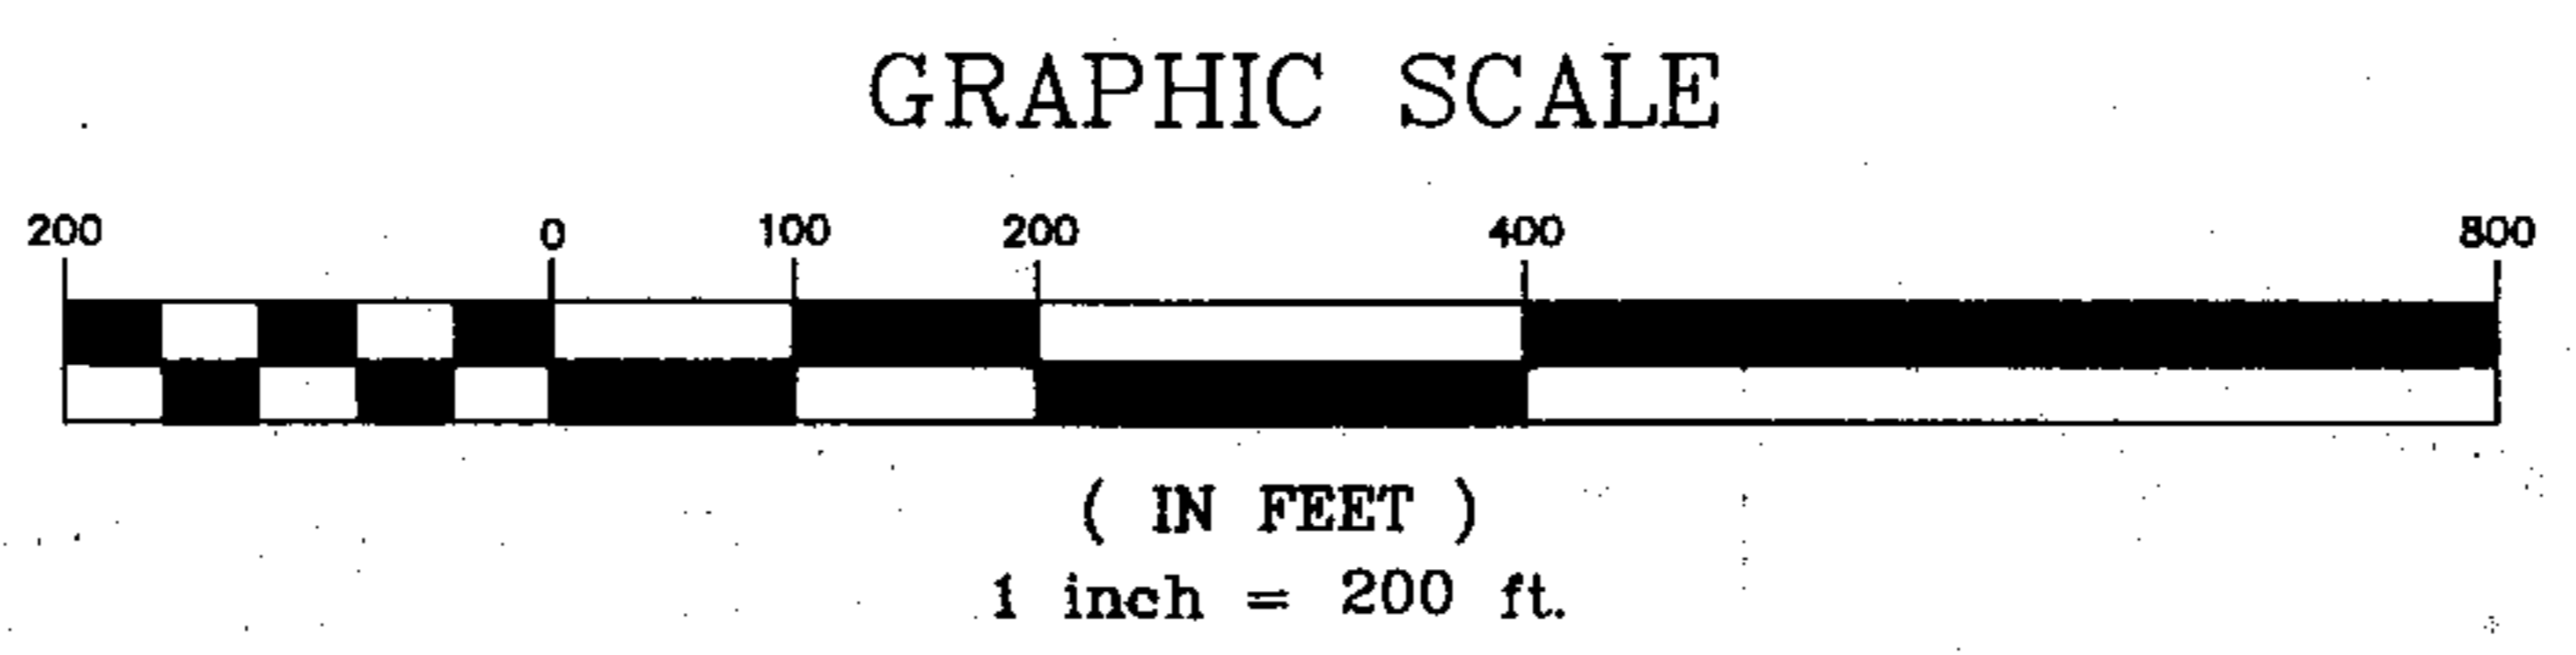 GRAPHIC SCALE
200 0 100 200 400 800
( IN FEET )
1 inch = 200 ft.